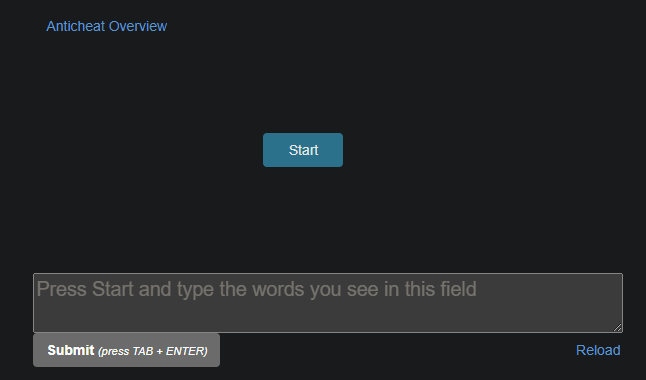 Anticheat Overview
Start
Press Start and type the words you see in this field
Submit (press TAB + ENTER)
Reload